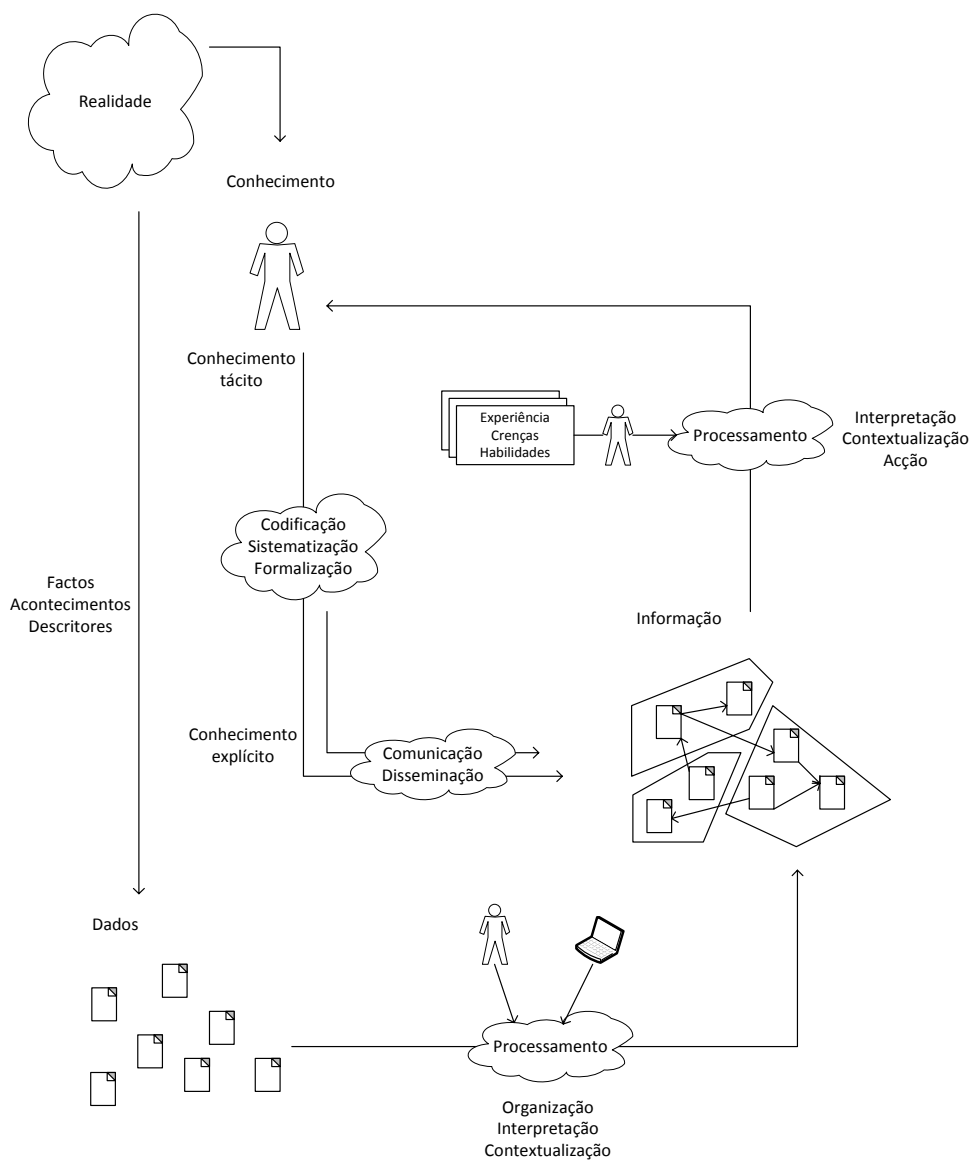 Realidade
Conhecimento
Conhecimento
tácito
Experiência
Crenças
Habilidades
Processamento
Interpretação
Contextualização
Acção
Codificação
Sistematização
Formalização
Factos
Acontecimentos
Descritores
Informação
Conhecimento
explícito
Comunicação
Disseminação
Dados
Processamento
Organização
Interpretação
Contextualização